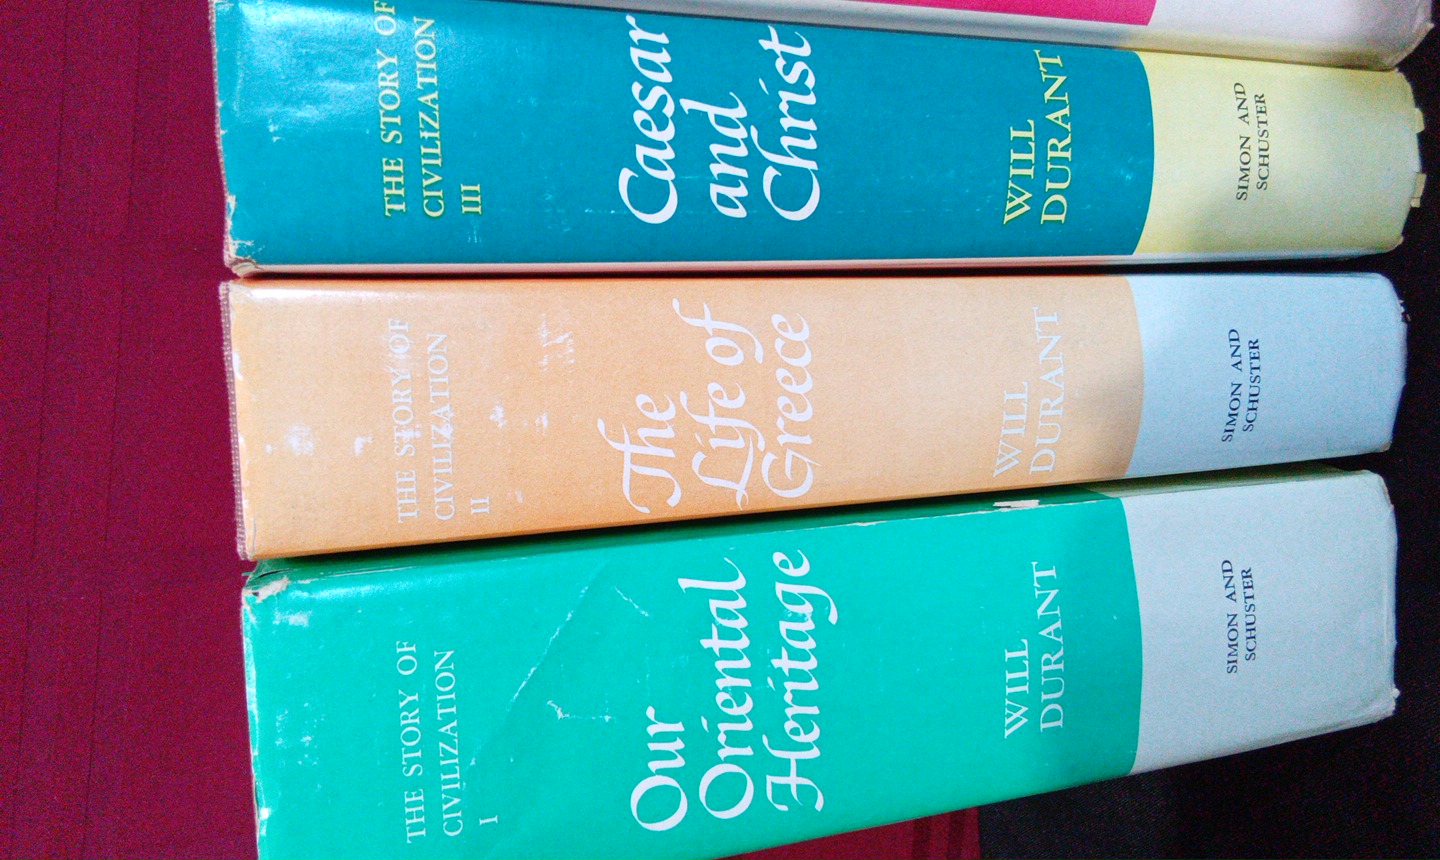 THE STORY OF
CIVILIZATION
III
Caesar
and
Christ
WILL
DURANT
SIMON AND
SCHUSTER
THE STORY OF
CIVILIZATION
II
The
Life of
Greece
WILL
DURANT
SIMON AND
SCHUSTER
THE STORY OF
CIVILIZATION
I
Our
Oriental
Heritage
WILL
DURANT
SIMON AND
SCHUSTER